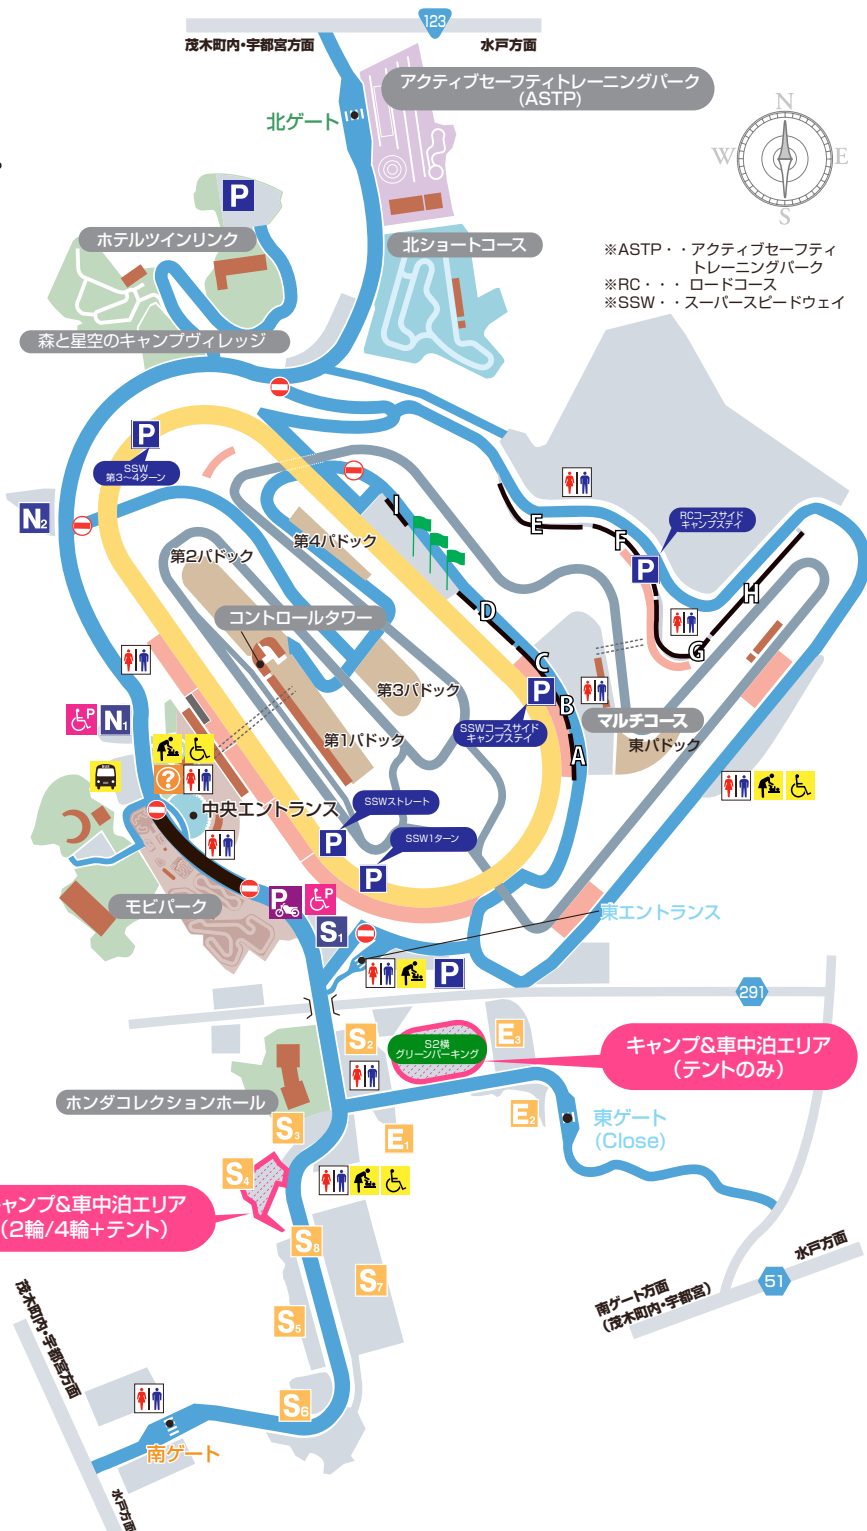 123
茂木町内・宇都宮方面
水戸方面
アクティブセーフティトレーニングパーク
(ASTP)
北ゲート
N
W
E
S
P
ホテルツインリンク
北ショートコース
※ASTP・・アクティブセーフティ
トレーニングパーク
※RC・・・ ロードコース
※SSW・・スーパースピードウェイ
森と星空のキャンプヴィレッジ
P
SSW
第3〜4ターン
N2
I
E
F
RCコースサイド
キャンプステイ
P
第4パドック
第2パドック
H
D
コントロールタワー
G
C
P
B
第3パドック
マルチコース
SSWコースサイド
キャンプステイ
第1パドック
東パドック
A
P
N1
BUS
?
中央エントランス
SSWストレート
P
SSW1ターン
P
モビパーク
P
P
S1
東エントランス
P
291
S2
S2横
グリーンパーキング
E3
キャンプ&車中泊エリア
(テントのみ)
ホンダコレクションホール
S3
E1
E2
東ゲート
(Close)
S4
ャンプ&車中泊エリア
(2輪/4輪+テント)
S8
S7
水戸方面
51
南ゲート方面
(茂木町内・宇都宮)
茂木町内・宇都宮方面
S5
S6
南ゲート
水戸方面